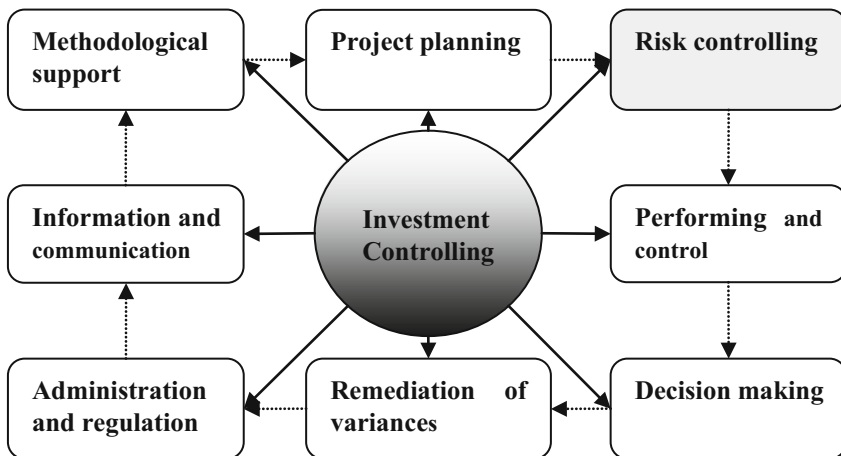 Methodological
support
Project planning
Risk controlling
Information and
communication
Investment
Controlling
Performing and
control
Administration
and regulation
Remediation of
variances
Decision making